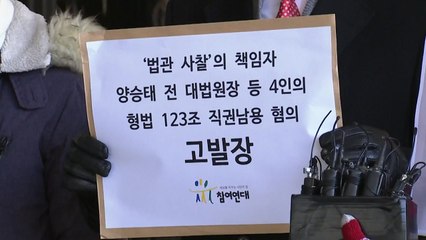 '법관 사찰'의 책임자
양승태 전 대법원장 등 4인의
형법 123조 직권남용 혐의
고발장
참여연대